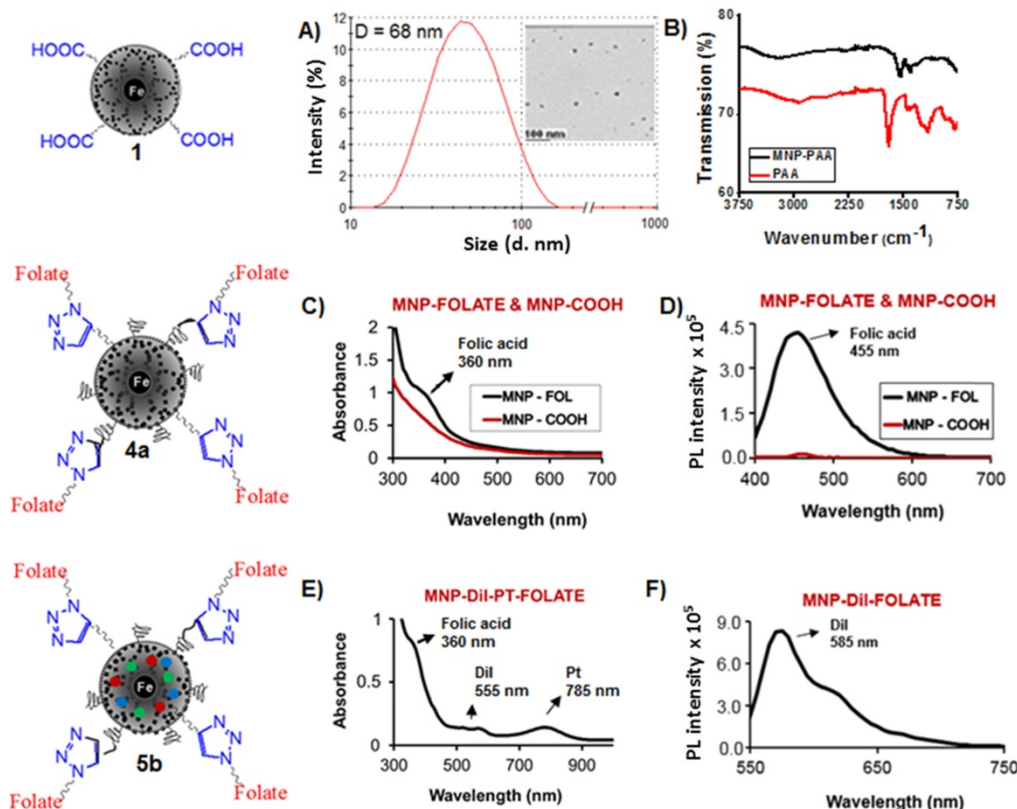 HOOC
COOH
Fe
HOOC
COOH
1
A)
D = 68 nm
12
10
8
6
4
2
0
10
100
1000
Intensity (%)
Size (d. nm)
100 nm
B)
80
70
60
Transmission (%)
MNP-PAA
PAA
3750
3000
2250
1500
750
Wavenumber (cm-1)
Folate
Folate
N
N
N
N
N
N
Fe
N
N
N
N
N
N
4a
Folate
Folate
C)
MNP-FOLATE & MNP-COOH
2
1.5
1
0.5
0
Absorbance
Folic acid
360 nm
MNP - FOL
MNP - COOH
300
400
500
600
700
Wavelength (nm)
D)
MNP-FOLATE & MNP-COOH
4.5
3.0
1.5
0.0
PL intensity x 105
Folic acid
455 nm
MNP - FOL
MNP - COOH
400
500
600
700
Wavelength (nm)
Folate
Folate
N
N
N
N
N
N
Fe
N
N
N
N
N
N
5b
Folate
Folate
E)
MNP-DiI-PT-FOLATE
1
0.5
0
Absorbance
Folic acid
360 nm
DiI
555 nm
Pt
785 nm
300
500
700
900
Wavelength (nm)
F)
MNP-DiI-FOLATE
9.0
6.0
3.0
0.0
PL intensity x 105
DiI
585 nm
550
650
750
Wavelength (nm)